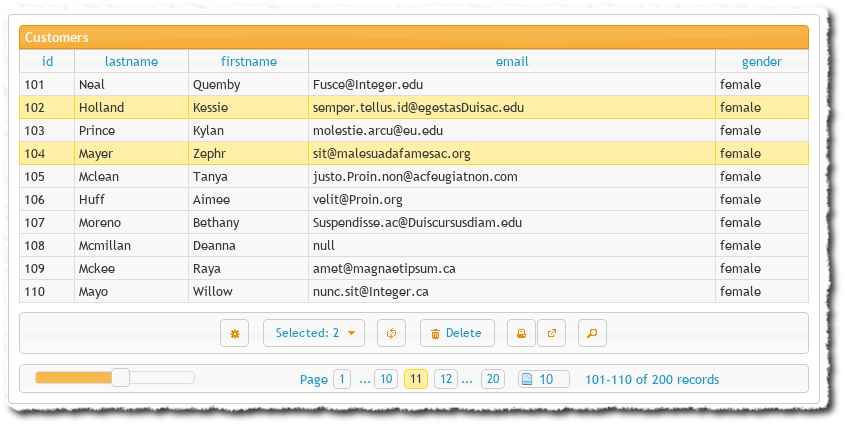 Customers
id lastname firstname email gender
101 Neal Quemby Fusce@Integer.edu female
102 Holland Kessie semper.tellus.id@egestasDuisac.edu female
103 Prince Kylan molestie.arcu@eu.edu female
104 Mayer Zephr sit@malesuadafamesac.org female
105 Mclean Tanya justo.Proin.non@acfeugiatnon.com female
106 Huff Aimee velit@Proin.org female
107 Moreno Bethany Suspendisse.ac@Duiscursusdiam.edu female
108 Mcmillan Deanna null female
109 Mckee Raya amet@magnaetipsum.ca female
110 Mayo Willow nunc.sit@Integer.ca female
Selected: 2 Delete
Page 1 ... 10 11 12 ... 20 10 101-110 of 200 records